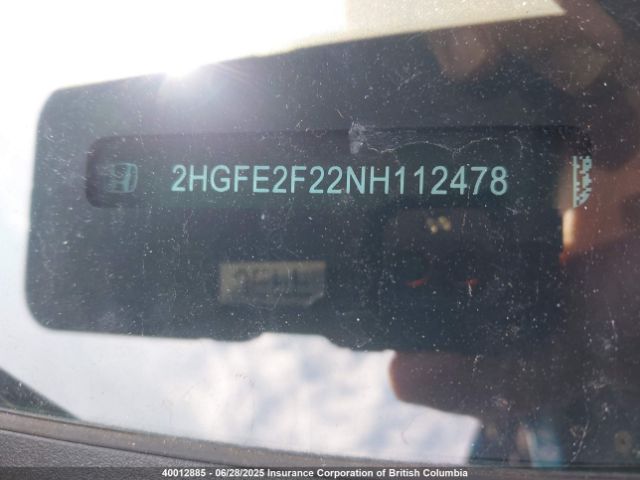 2HGFE2F22NH112478
40012885 - 06/28/2025 Insurance Corporation of British Columbia